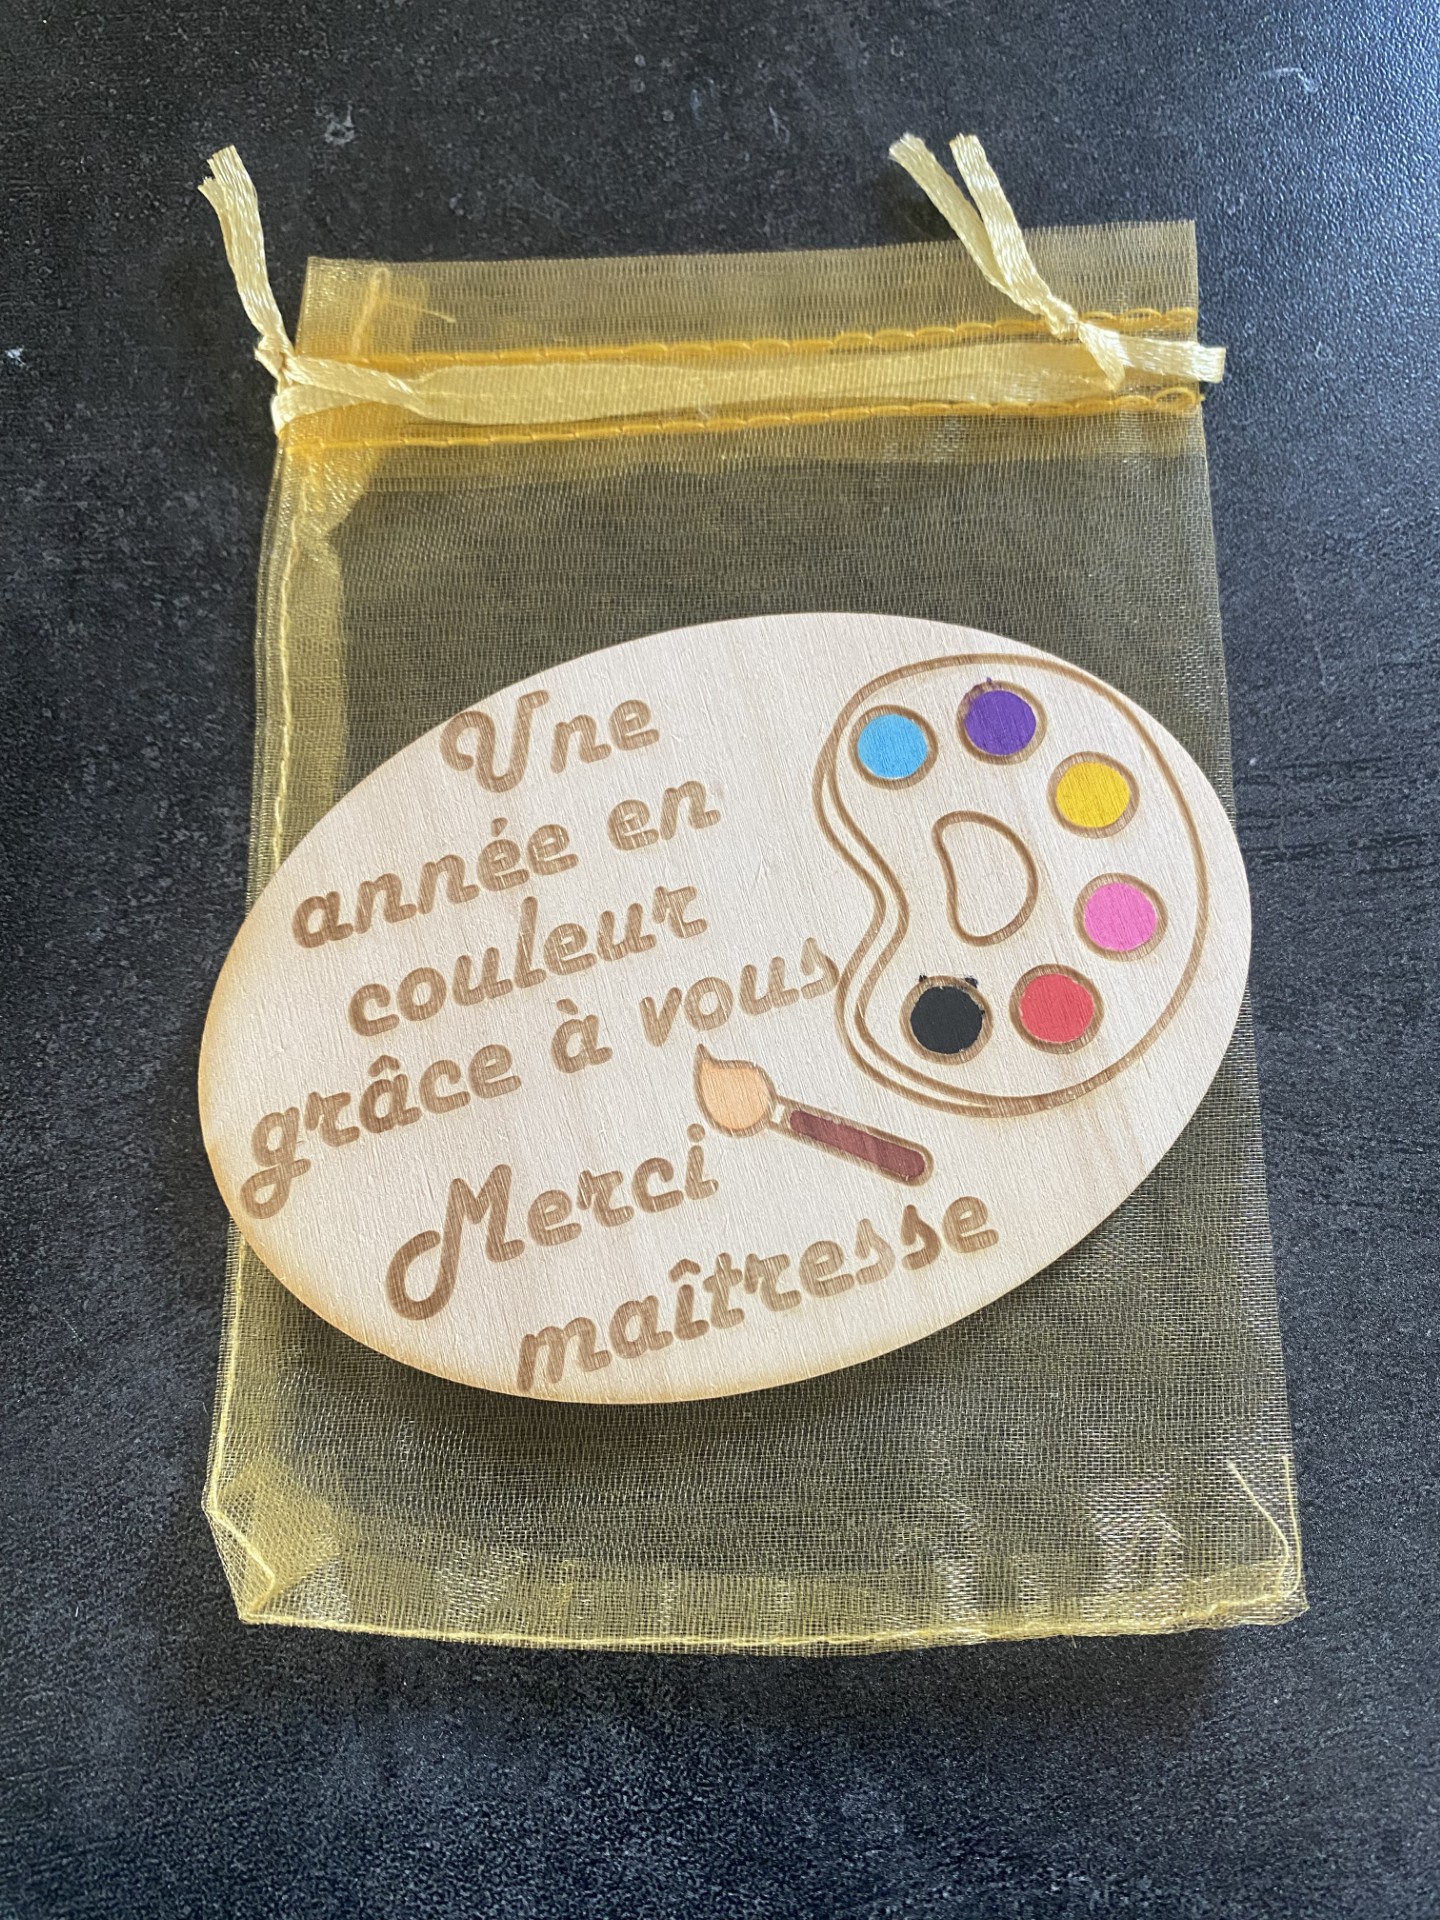 Une
année en
couleur
grâce à vous
Merci
maîtresse